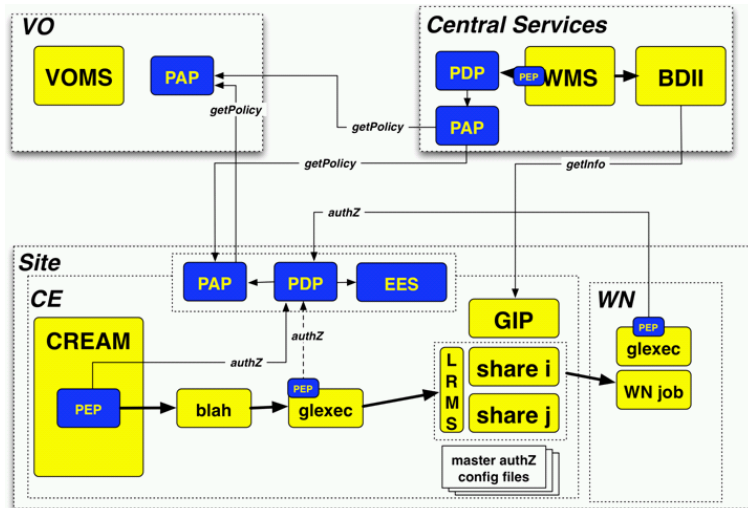 VO
VOMS
PAP
getPolicy
Central Services
PDP
PEP
WMS
BDII
PAP
getPolicy
getPolicy
getInfo
authZ
Site
CE
PAP
PDP
EES
WN
GIP
CREAM
authZ
authZ
PEP
blah
PEP
glexec
L
R
M
S
share i
share j
PEP
glexec
WN job
master authZ
config files